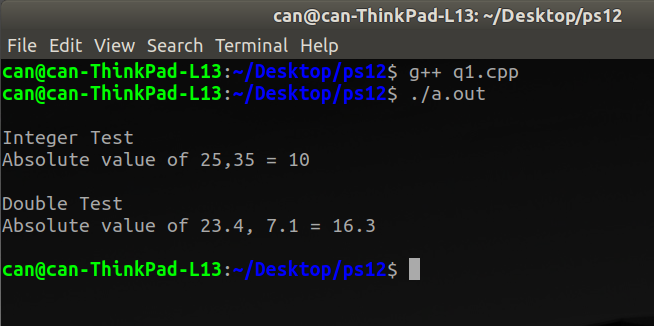 can@can-ThinkPad-L13: ~/Desktop/ps12
File Edit View Search Terminal Help
can@can-ThinkPad-L13:~/Desktop/ps12$ g++ q1.cpp
can@can-ThinkPad-L13:~/Desktop/ps12$ ./a.out
Integer Test
Absolute value of 25,35 = 10
Double Test
Absolute value of 23.4, 7.1 = 16.3
can@can-ThinkPad-L13:~/Desktop/ps12$